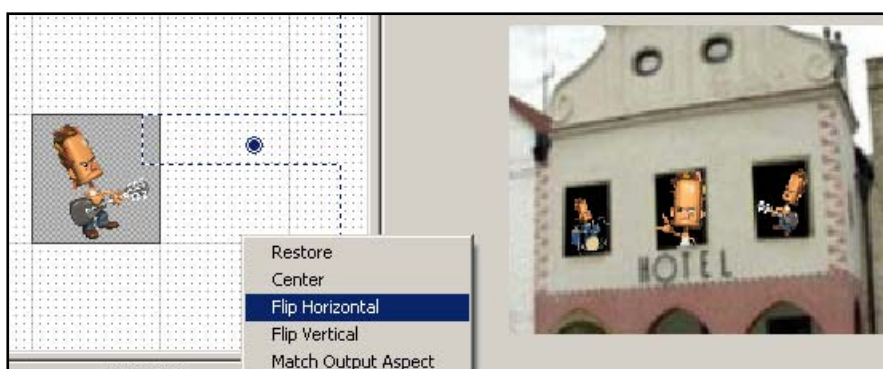 HOTEL
Restore
Center
Flip Horizontal
Flip Vertical
Match Output Aspect